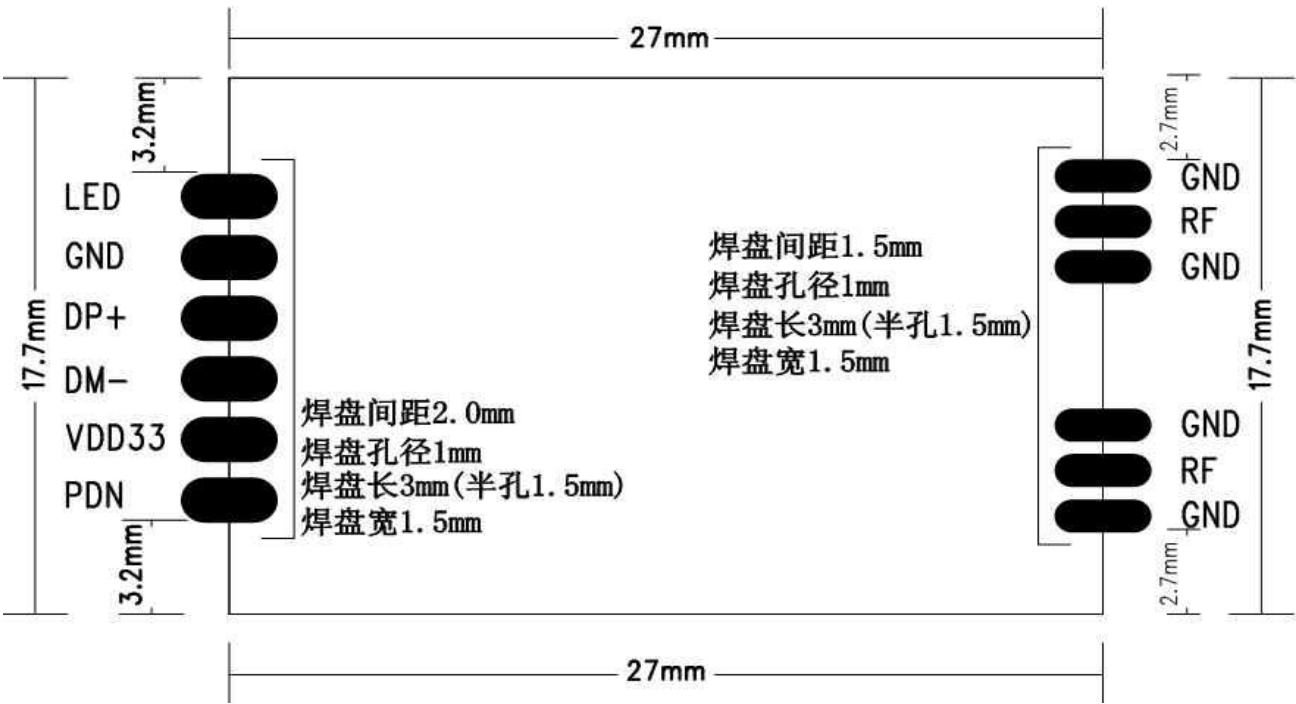 27mm
3.2mm
2.7mm
LED
GND
DP+
DM-
VDD33
PDN
17.7mm
焊盘间距2.0mm
焊盘孔径1mm
焊盘长3mm(半孔1.5mm)
焊盘宽1.5mm
焊盘间距1.5mm
焊盘孔径1mm
焊盘长3mm(半孔1.5mm)
焊盘宽1.5mm
GND
RF
GND
GND
RF
GND
17.7mm
3.2mm
2.7mm
27mm